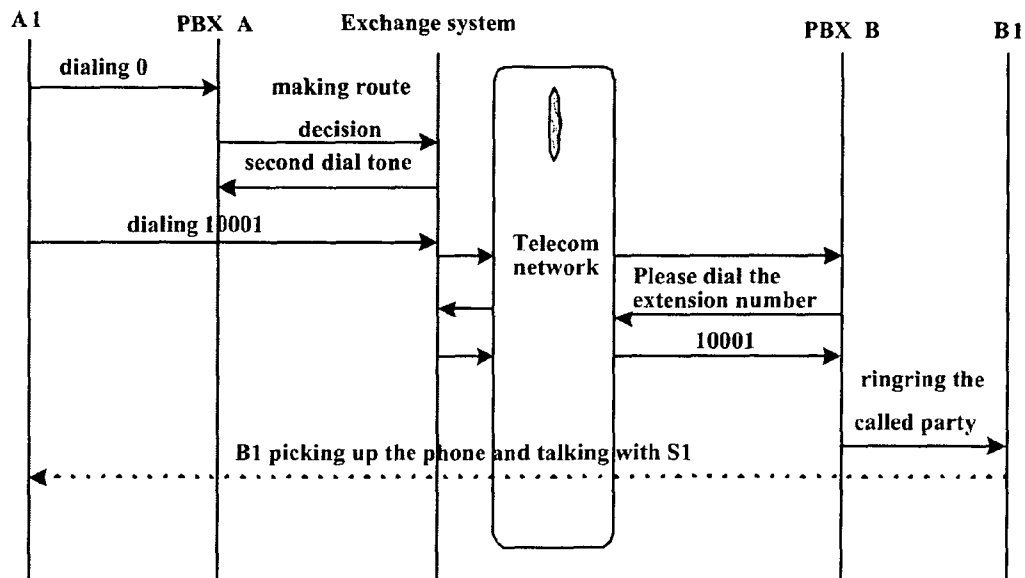 A1 PBX A Exchange system PBX B B1
dialing 0
making route
decision
second dial tone
dialing 10001
Telecom
network
Please dial the
extension number
10001
ringring the
called party
B1 picking up the phone and talking with S1